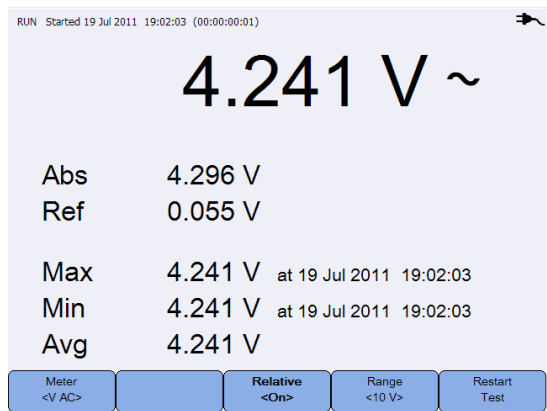 RUN Started 19 Jul 2011 19:02:03 (00:00:00:01)
4.241 V ~
Abs 4.296 V
Ref 0.055 V
Max 4.241 V at 19 Jul 2011 19:02:03
Min 4.241 V at 19 Jul 2011 19:02:03
Avg 4.241 V
Meter Relative Range Restart
<V AC> <On> <10 V> Test